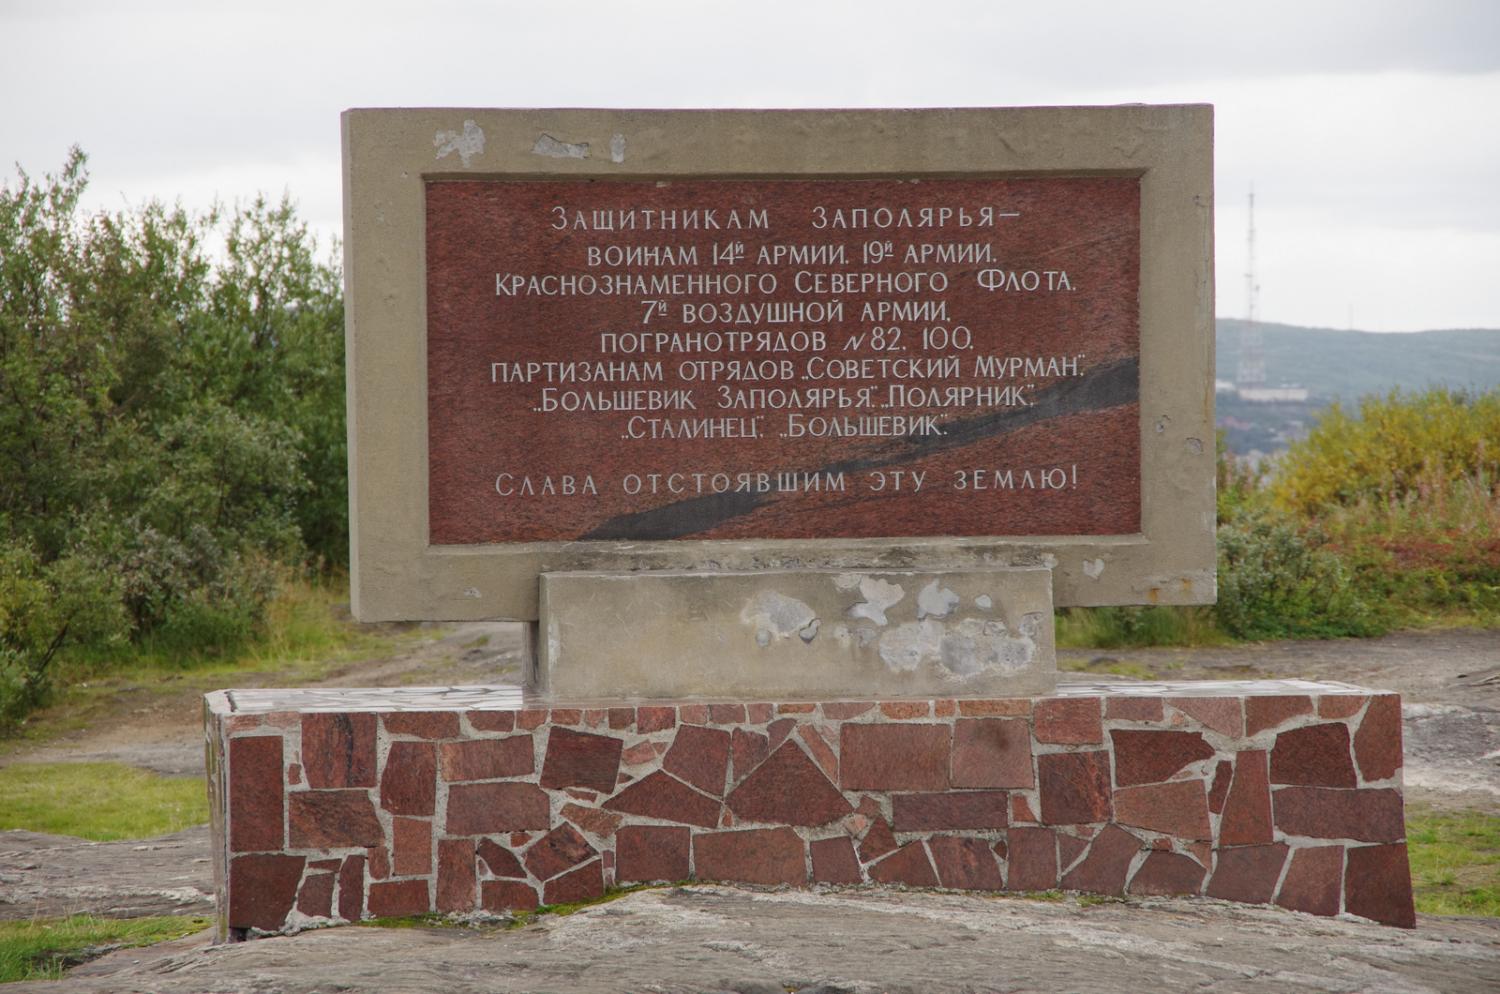 ЗАЩИТНИКАМ ЗАПОЛЯРЬЯ—
ВОИНАМ 14й АРМИИ, 19й АРМИИ,
КРАСНОЗНАМЕННОГО СЕВЕРНОГО ФЛОТА,
7й ВОЗДУШНОЙ АРМИИ,
ПОГРАНОТРЯДОВ N82, 100,
ПАРТИЗАНАМ ОТРЯДОВ „СОВЕТСКИЙ МУРМАН",
„БОЛЬШЕВИК ЗАПОЛЯРЬЯ", „ПОЛЯРНИК",
„СТАЛИНЕЦ", „БОЛЬШЕВИК".
СЛАВА ОТСТОЯВШИМ ЭТУ ЗЕМЛЮ!